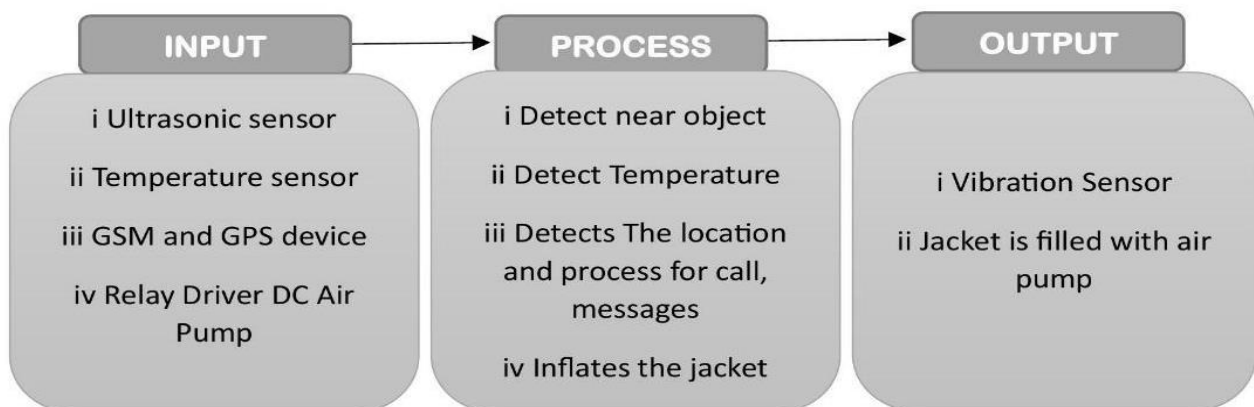 INPUT
i Ultrasonic sensor
ii Temperature sensor
iii GSM and GPS device
iv Relay Driver DC Air
Pump
PROCESS
i Detect near object
ii Detect Temperature
iii Detects The location
and process for call,
messages
iv Inflates the jacket
OUTPUT
i Vibration Sensor
ii Jacket is filled with air
pump